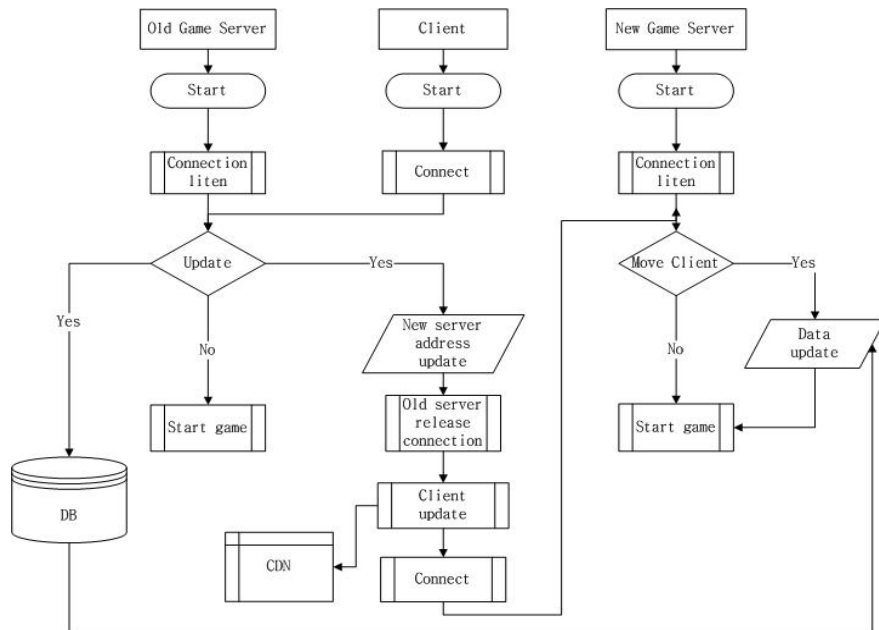 Old Game Server
Client
New Game Server
Start
Start
Start
Connection
liten
Connect
Connection
liten
Update
Yes
Move Client
Yes
Yes
New server
address
update
Data
update
No
No
Start game
Old server
release
connection
Start game
DB
Client
update
CDN
Connect